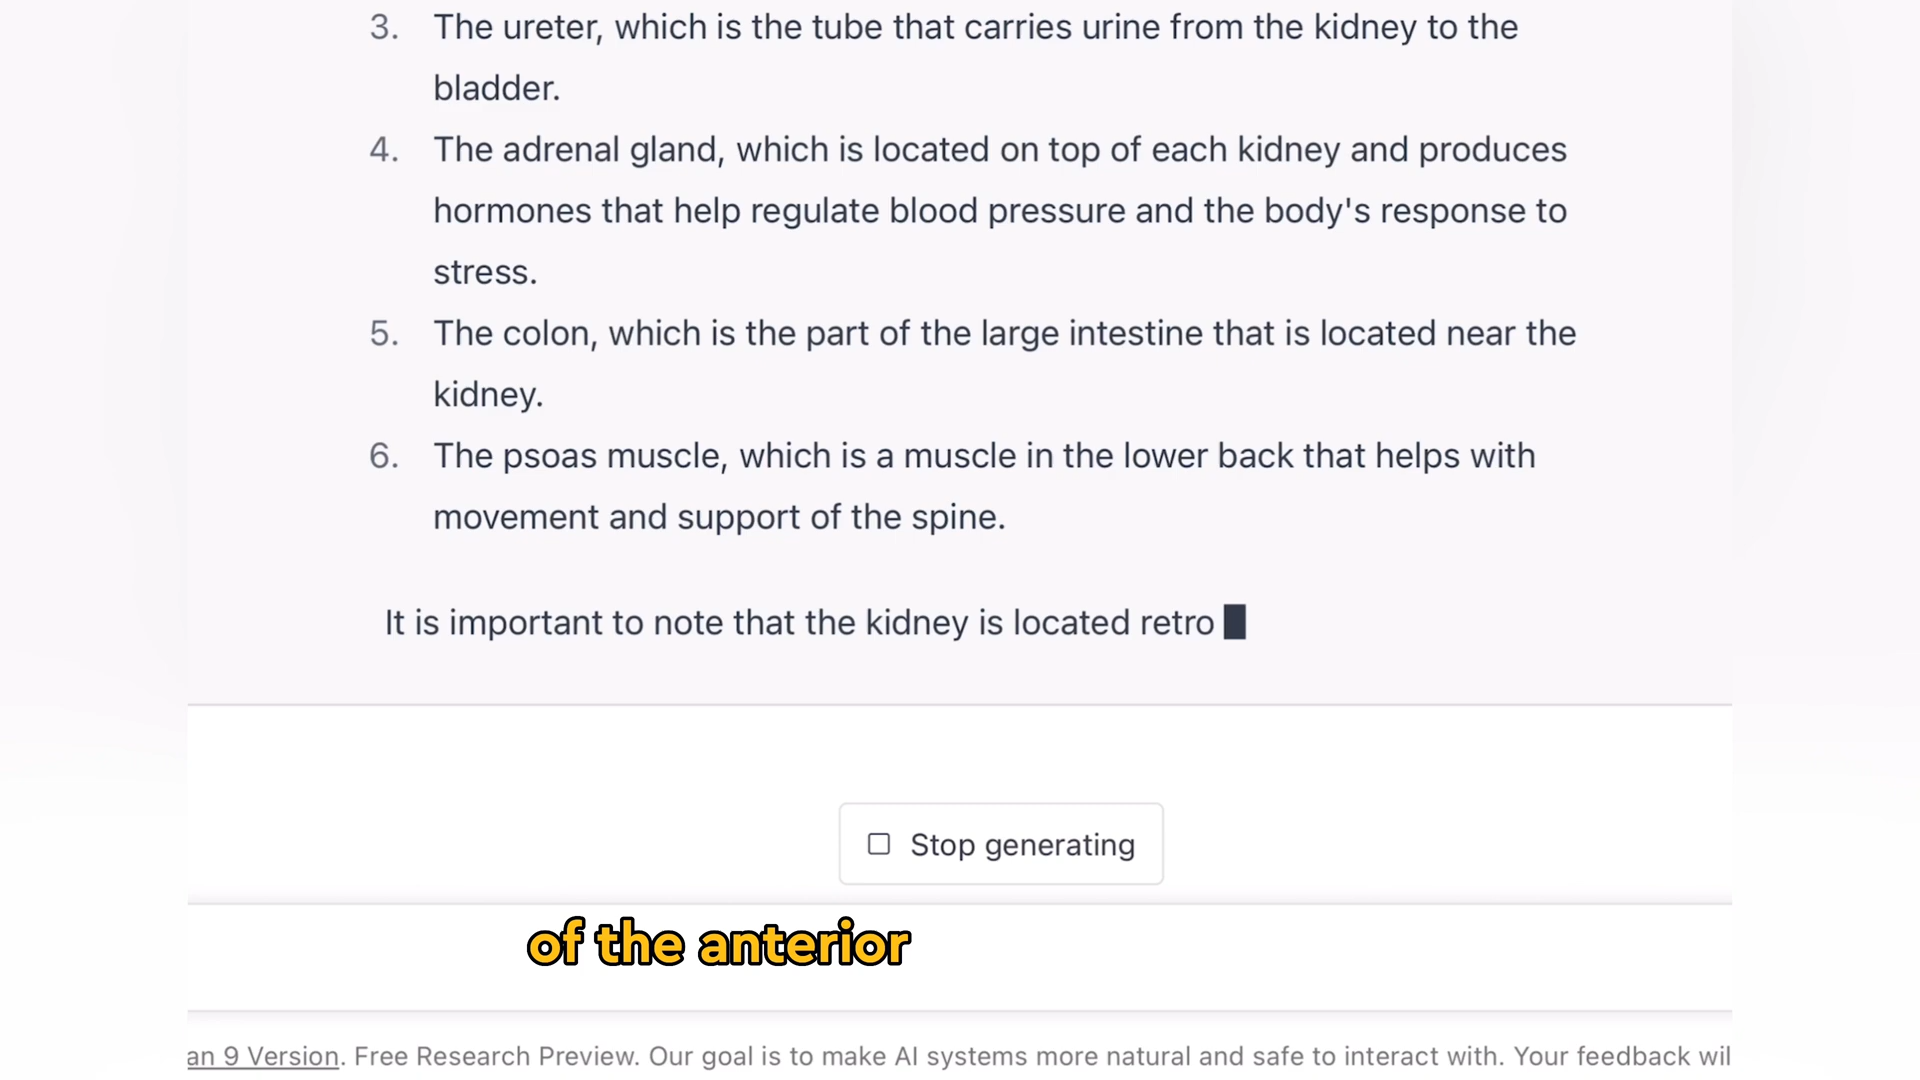 3. The ureter, which is the tube that carries urine from the kidney to the
bladder.
4. The adrenal gland, which is located on top of each kidney and produces
hormones that help regulate blood pressure and the body's response to
stress.
5. The colon, which is the part of the large intestine that is located near the
kidney.
6. The psoas muscle, which is a muscle in the lower back that helps with
movement and support of the spine.
It is important to note that the kidney is located retro
Stop generating
of the anterior
an 9 Version. Free Research Preview. Our goal is to make AI systems more natural and safe to interact with. Your feedback wil